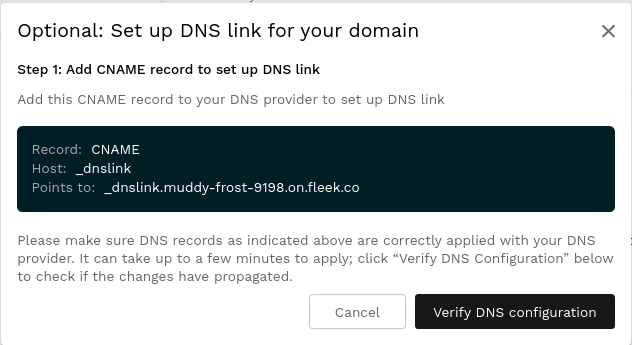 Optional: Set up DNS link for your domain
Step 1: Add CNAME record to set up DNS link
Add this CNAME record to your DNS provider to set up DNS link
Record: CNAME
Host: _dnslink
Points to: _dnslink.muddy-frost-9198.on.fleek.co
Please make sure DNS records as indicated above are correctly applied with your DNS
provider. It can take up to a few minutes to apply; click “Verify DNS Configuration” below
to check if the changes have propagated.
Cancel
Verify DNS configuration